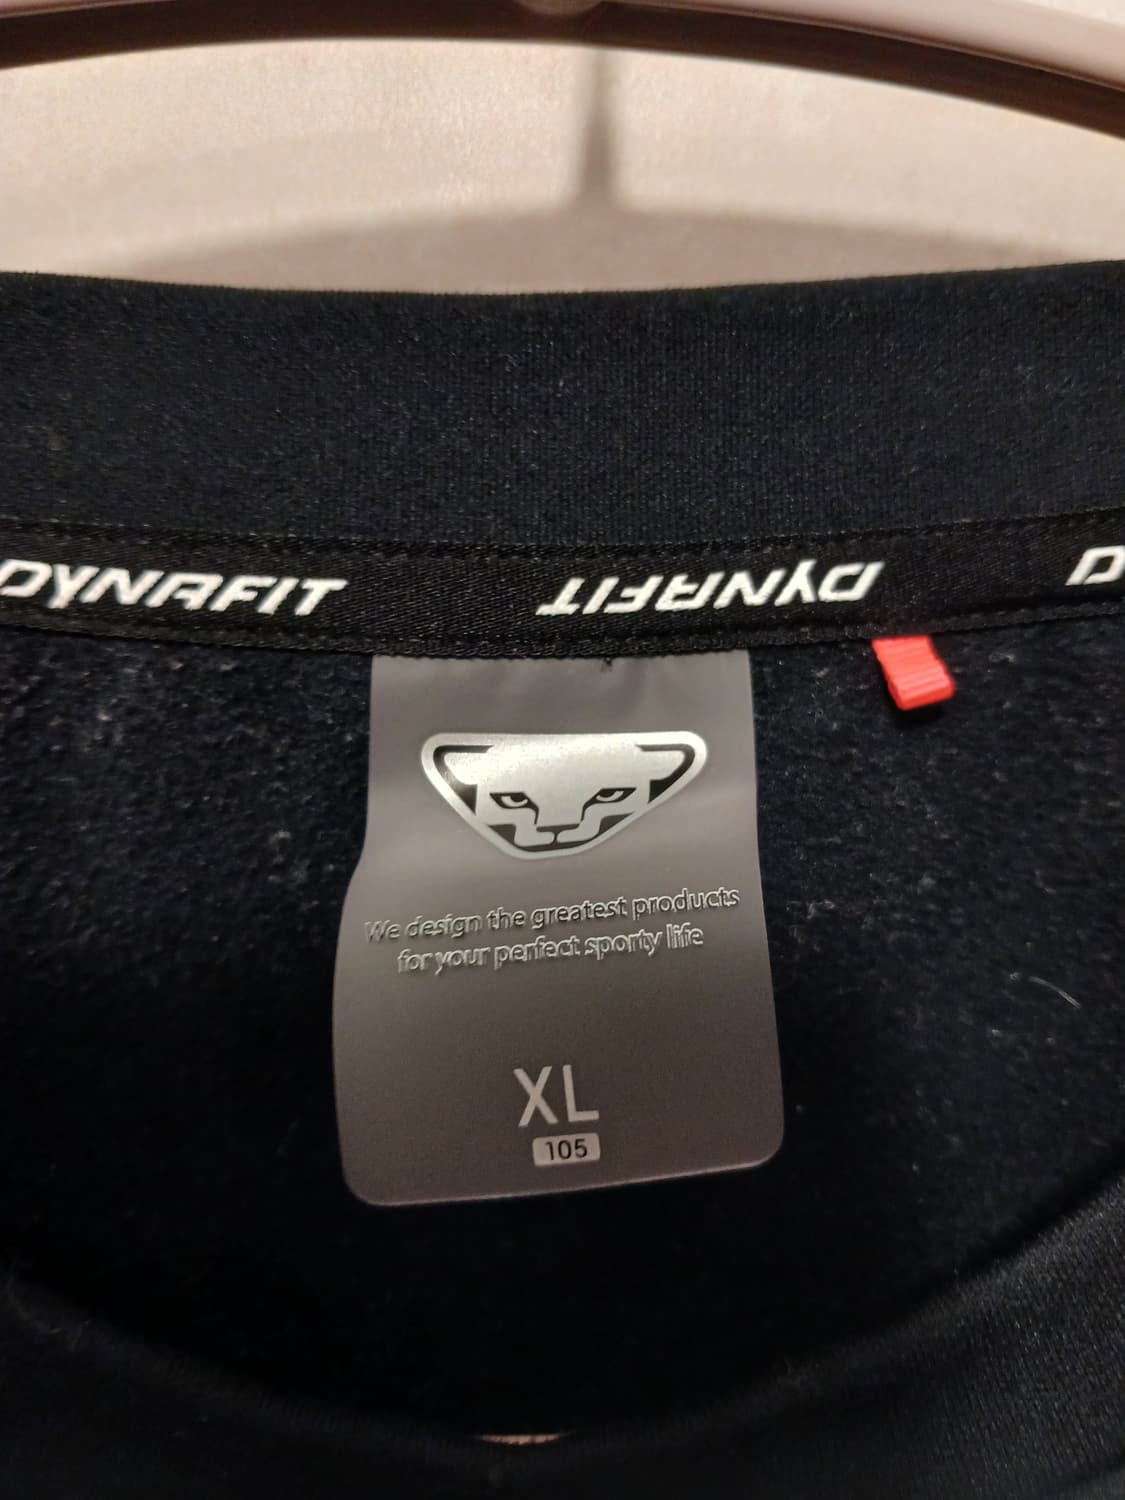 DYNAFIT DYNAFIT D
We design the greatest products
for your perfect sporty life
XL
105